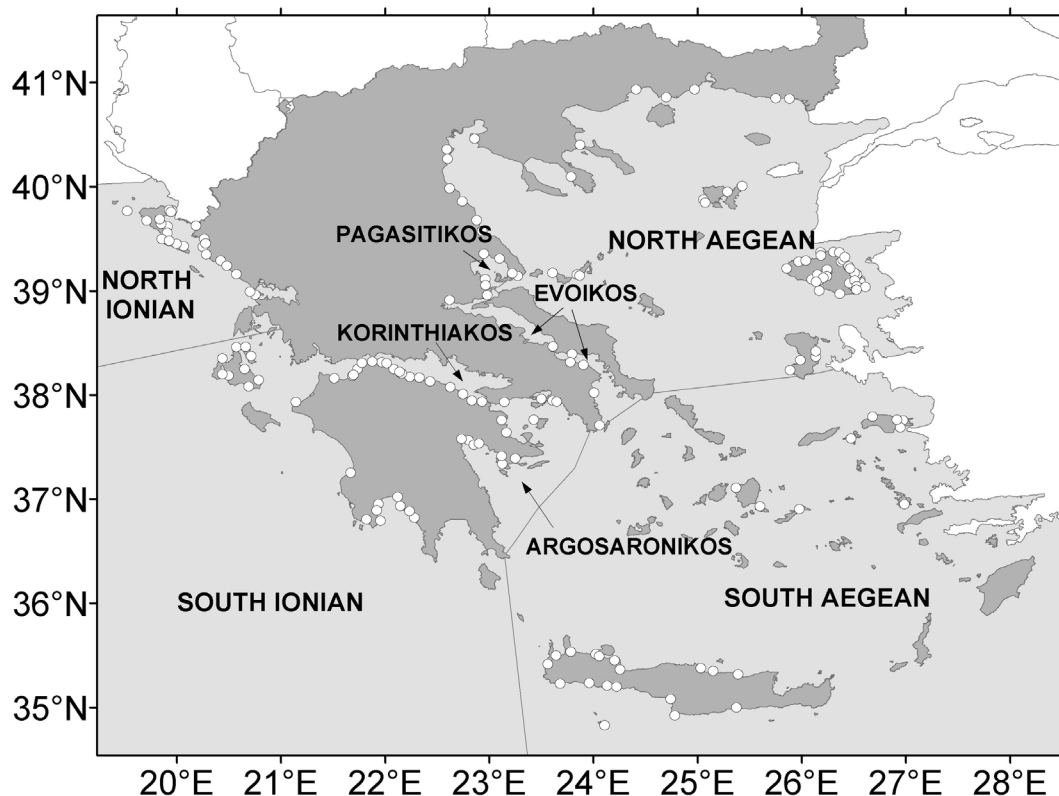 41°N
40°N
39°N
38°N
37°N
36°N
35°N
PAGASITIKOS
NORTH AEGEAN
NORTH
IONIAN
EVOIKOS
KORINTHIAKOS
ARGOSARONIKOS
SOUTH IONIAN
SOUTH AEGEAN
20°E 21°E 22°E 23°E 24°E 25°E 26°E 27°E 28°E